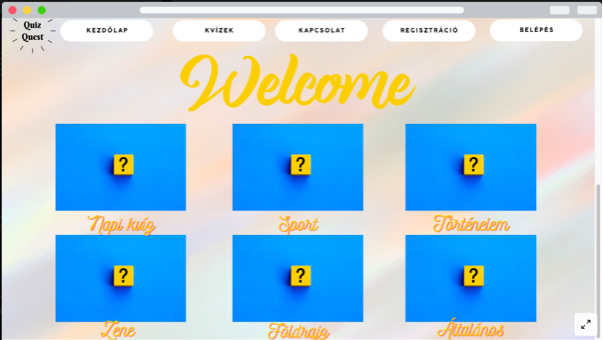 Quiz
Quest
KEZDŐLAP
KVÍZEK
KAPCSOLAT
REGISZTRÁCIÓ
BELÉPÉS
Welcome
? ? ?
Napi kvíz Sport Történelem
? ? ?
Zene Földrajz Általános